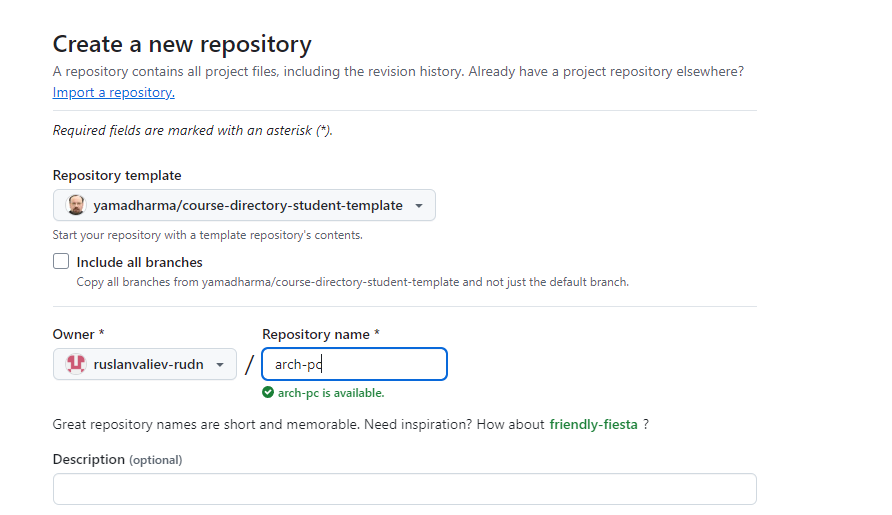 Create a new repository
A repository contains all project files, including the revision history. Already have a project repository elsewhere?
Import a repository.
Required fields are marked with an asterisk (*).
Repository template
yamadharma/course-directory-student-template
Start your repository with a template repository's contents.
Include all branches
Copy all branches from yamadharma/course-directory-student-template and not just the default branch.
Owner * Repository name *
ruslanvaliev-rudn / arch-pc
arch-pc is available.
Great repository names are short and memorable. Need inspiration? How about friendly-fiesta ?
Description (optional)